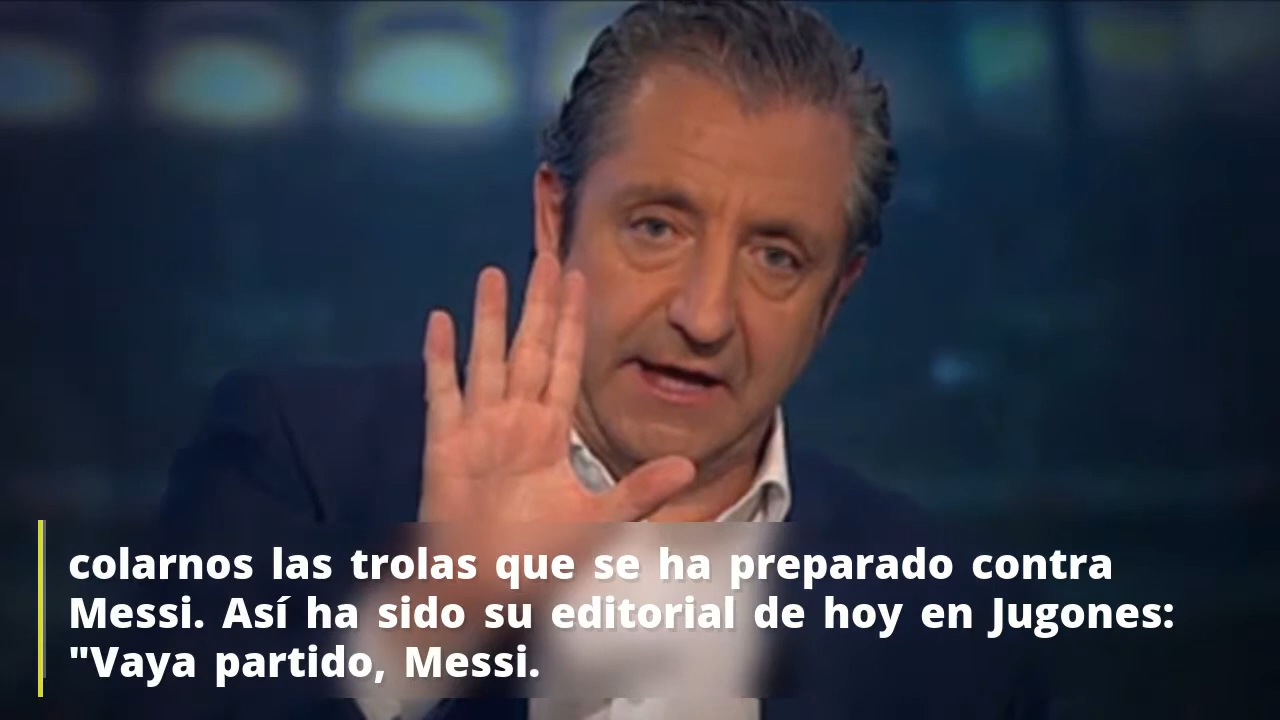 colarnos las trolas que se ha preparado contra
Messi. Así ha sido su editorial de hoy en Jugones:
"Vaya partido, Messi.